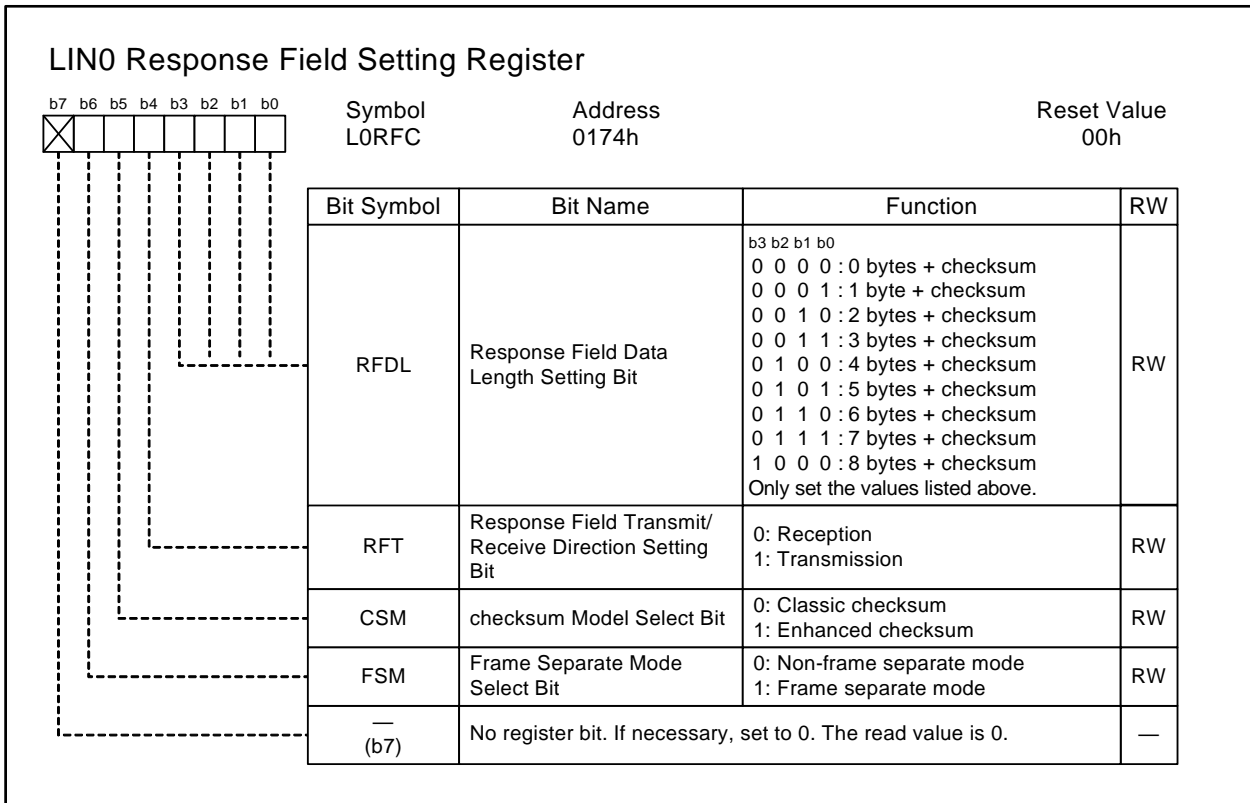 LIN0 Response Field Setting Register
b7 b6 b5 b4 b3 b2 b1 b0
Symbol Address Reset Value
L0RFC 0174h 00h
Bit Symbol Bit Name Function RW
RFDL
Response Field Data
Length Setting Bit
b3 b2 b1 b0
0 0 0 0 : 0 bytes + checksum
0 0 0 1 : 1 byte + checksum
0 0 1 0 : 2 bytes + checksum
0 0 1 1 : 3 bytes + checksum
0 1 0 0 : 4 bytes + checksum
0 1 0 1 : 5 bytes + checksum
0 1 1 0 : 6 bytes + checksum
0 1 1 1 : 7 bytes + checksum
1 0 0 0 : 8 bytes + checksum
Only set the values listed above.
RW
RFT
Response Field Transmit/
Receive Direction Setting
Bit
0: Reception
1: Transmission
RW
CSM
checksum Model Select Bit
0: Classic checksum
1: Enhanced checksum
RW
FSM
Frame Separate Mode
Select Bit
0: Non-frame separate mode
1: Frame separate mode
RW
—
(b7)
No register bit. If necessary, set to 0. The read value is 0.
—